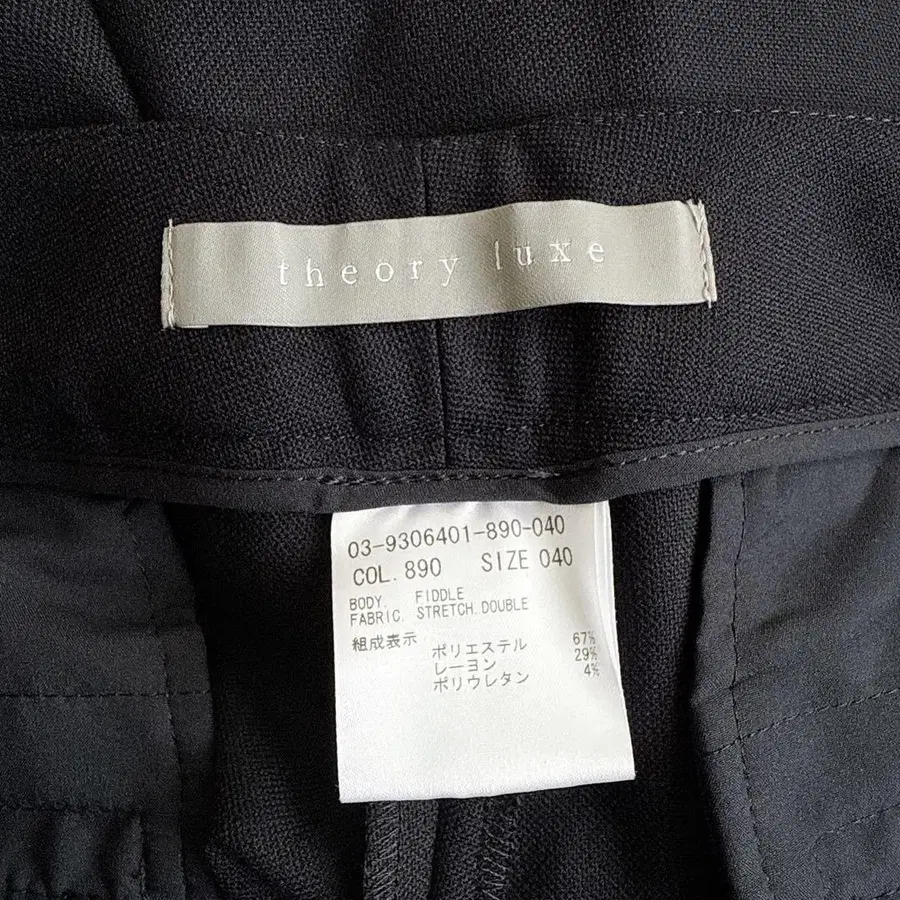 theory luxe
03-9306401-890-040
COL. 890 SIZE 040
BODY. FIDDLE
FABRIC. STRETCH.DOUBLE
組成表示
ポリエステル 67%
レーヨン 29%
ポリウレタン 4%